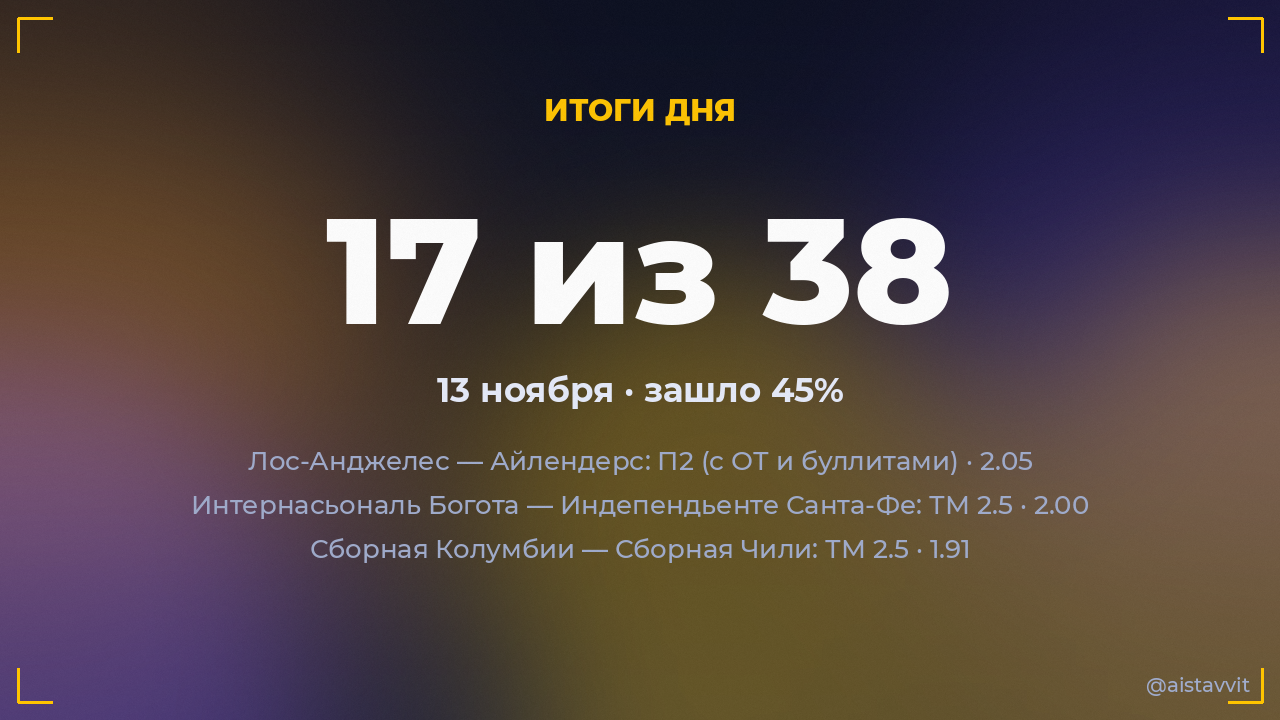 ИТОГИ ДНЯ
17 из 38
13 ноября · зашло 45%
Лос-Анджелес — Айлендерс: П2 (с ОТ и буллитами) · 2.05
Интернасьональ Богота — Индепендьенте Санта-Фе: ТМ 2.5 · 2.00
Сборная Колумбии — Сборная Чили: ТМ 2.5 · 1.91
@aistavvit